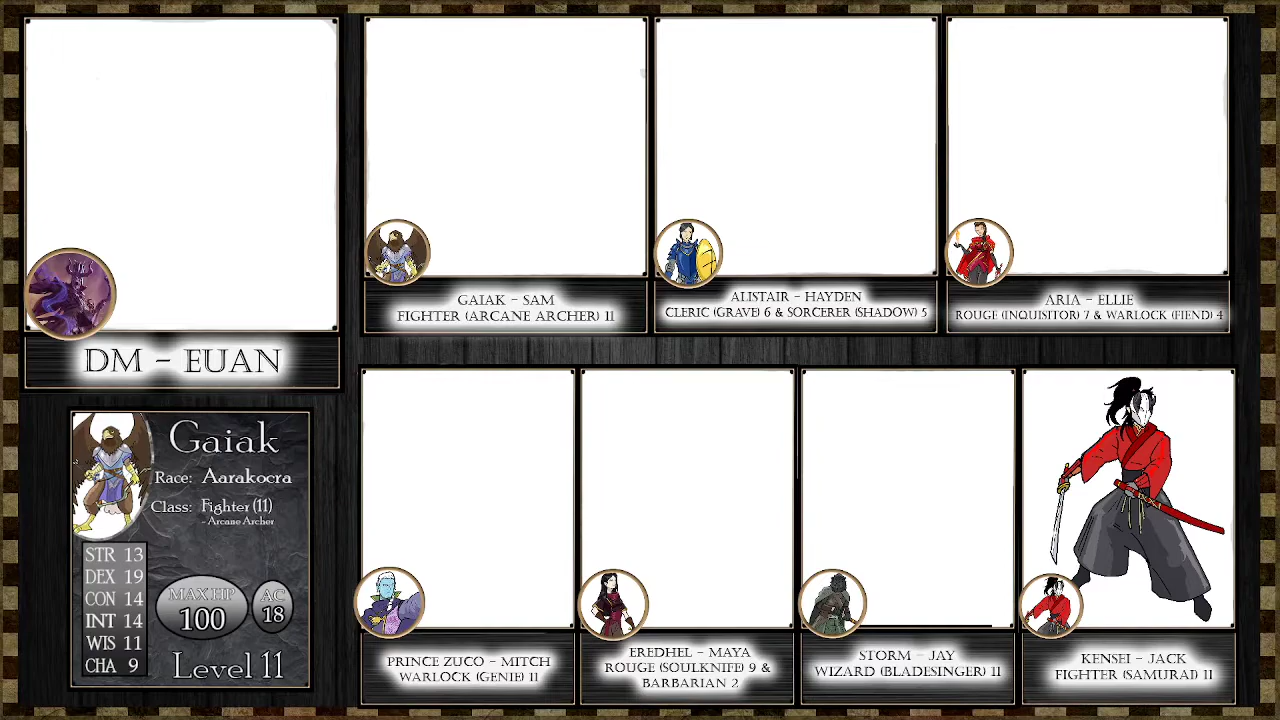 GAIAK - SAM
FIGHTER (ARCANE ARCHER) 11
ALISTAIR - HAYDEN
CLERIC (GRAVE) 6 & SORCERER (SHADOW) 5
ARIA - ELLIE
ROUGE (INQUISITOR) 7 & WARLOCK (FIEND) 4
DM - EUAN
Gaiak
Race: Aarakocra
Class: Fighter (11)
- Arcane Archer
STR 13
DEX 19
CON 14
INT 14
WIS 11
CHA 9
MAX HP
100
AC
18
Level 11
PRINCE ZUCO - MITCH
WARLOCK (GENIE) 11
EREDHEL - MAYA
ROUGE (SOULKNIFE) 9 &
BARBARIAN 2
STORM - JAY
WIZARD (BLADESINGER) 11
KENSEI - JACK
FIGHTER (SAMURAI) 11